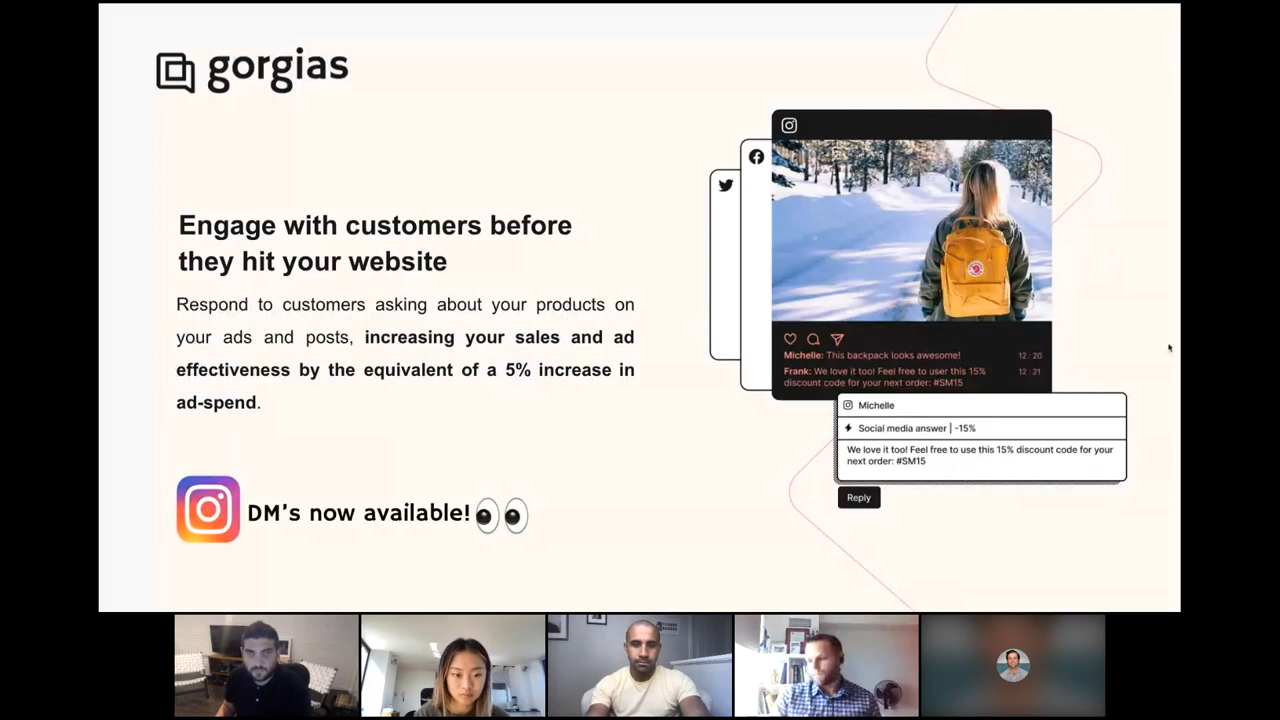 gorgias
Engage with customers before
they hit your website
Respond to customers asking about your products on
your ads and posts, increasing your sales and ad
effectiveness by the equivalent of a 5% increase in
ad-spend.
DM's now available!
Michelle: This backpack looks awesome! 12:20
Frank: We love it too! Feel free to user this 15% 12:21
discount code for your next order: #SM15
Michelle
Social media answer | -15%
We love it too! Feel free to use this 15% discount code for your
next order: #SM15
Reply